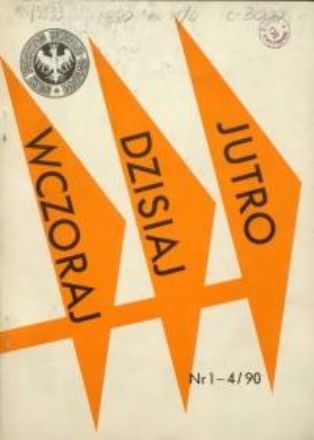 WCZORAJ
DZISIAJ
JUTRO
Nr 1-4/90